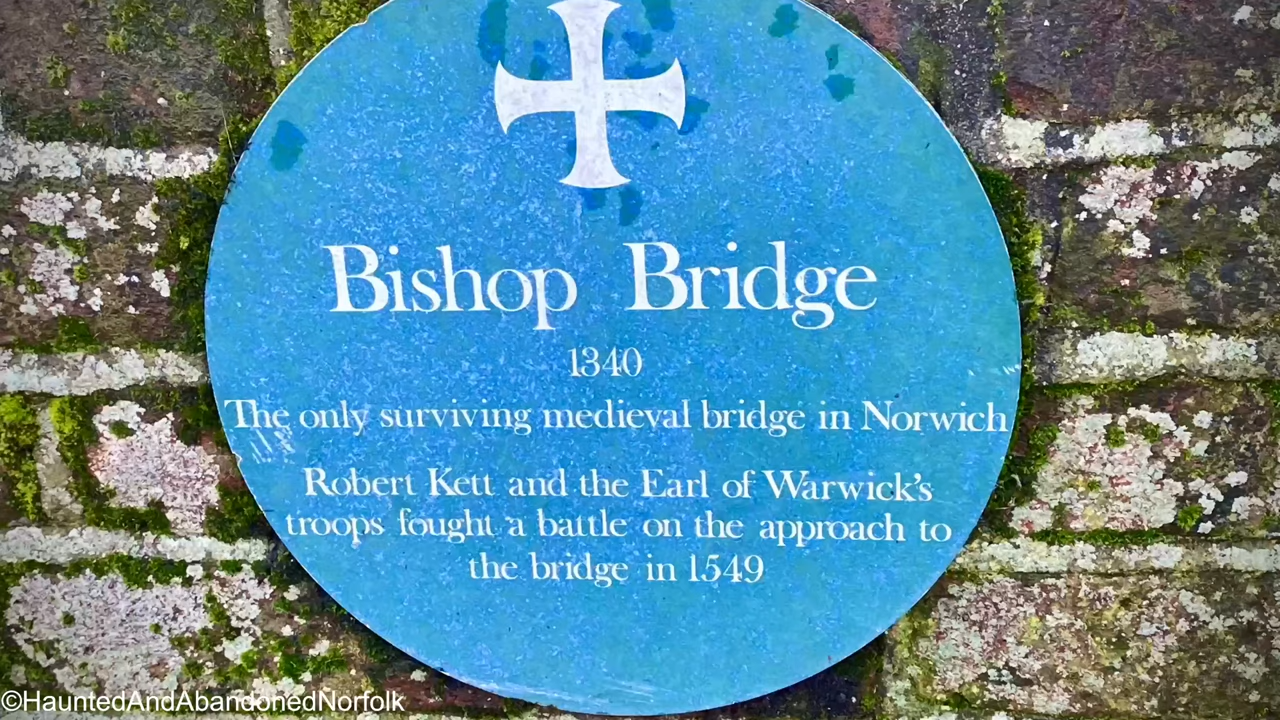 Bishop Bridge
1340
The only surviving medieval bridge in Norwich
Robert Kett and the Earl of Warwick's
troops fought a battle on the approach to
the bridge in 1549
©HauntedAndAbandonedNorfolk